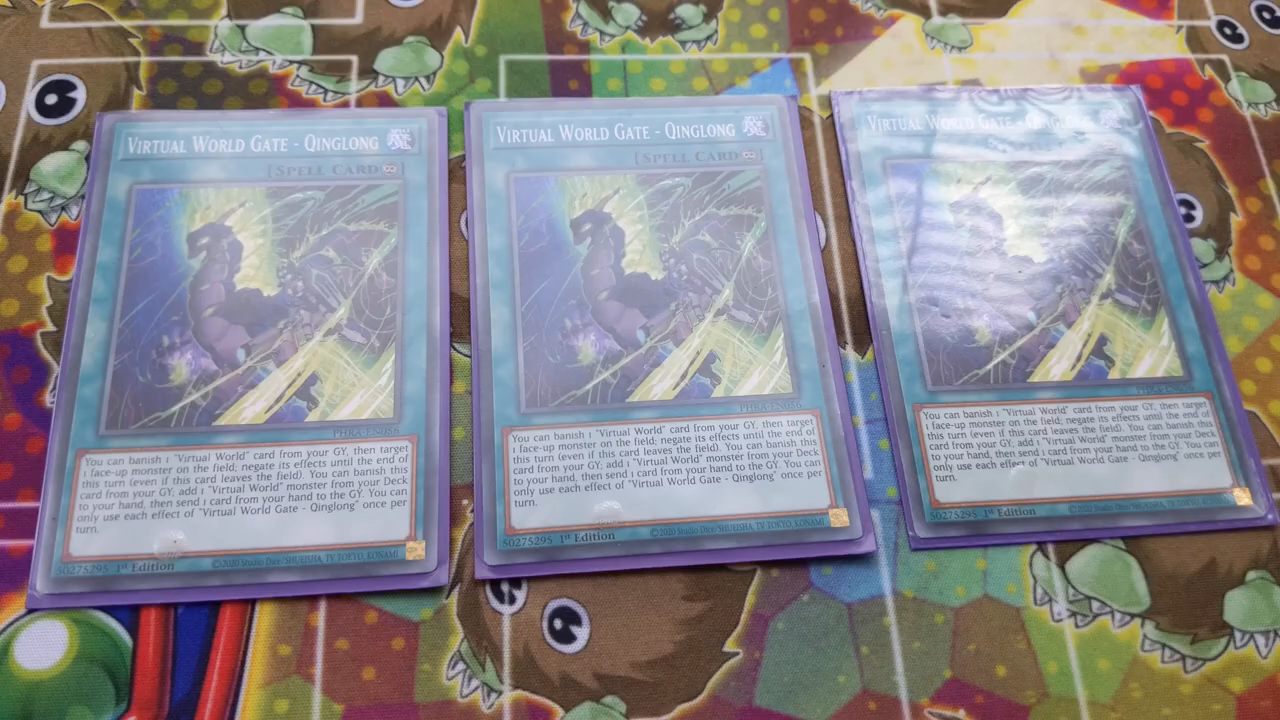 VIRTUAL WORLD GATE - QINGLONG
[SPELL CARD]
PHRA-EN056
You can banish 1 "Virtual World" card from your GY, then target
1 face-up monster on the field; negate its effects until the end of
this turn (even if this card leaves the field). You can banish this
card from your GY; add 1 "Virtual World" monster from your Deck
to your hand, then send 1 card from your hand to the GY. You can
only use each effect of "Virtual World Gate - Qinglong" once per
turn.
50275295 1st Edition ©2020 Studio Dice/SHUEISHA, TV TOKYO, KONAMI
VIRTUAL WORLD GATE - QINGLONG 魔
[SPELL CARD]
PHRA-EN056
You can banish 1 "Virtual World" card from your GY, then target
1 face-up monster on the field; negate its effects until the end of
this turn (even if this card leaves the field). You can banish this
card from your GY; add 1 "Virtual World" monster from your Deck
to your hand, then send 1 card from your hand to the GY. You can
only use each effect of "Virtual World Gate - Qinglong" once per
turn.
50275295 1st Edition ©2020 Studio Dice/SHUEISHA, TV TOKYO, KONAMI
VIRTUAL WORLD GATE - QINGLONG
PHRA-EN056
You can banish 1 "Virtual World" card from your GY, then target
1 face-up monster on the field; negate its effects until the end of
this turn (even if this card leaves the field). You can banish this
card from your GY; add 1 "Virtual World" monster from your Deck
to your hand, then send 1 card from your hand to the GY. You can
only use each effect of "Virtual World Gate - Qinglong" once per
turn.
50275295 1st Edition ©2020 Studio Dice/SHUEISHA, TV TOKYO, KONAMI